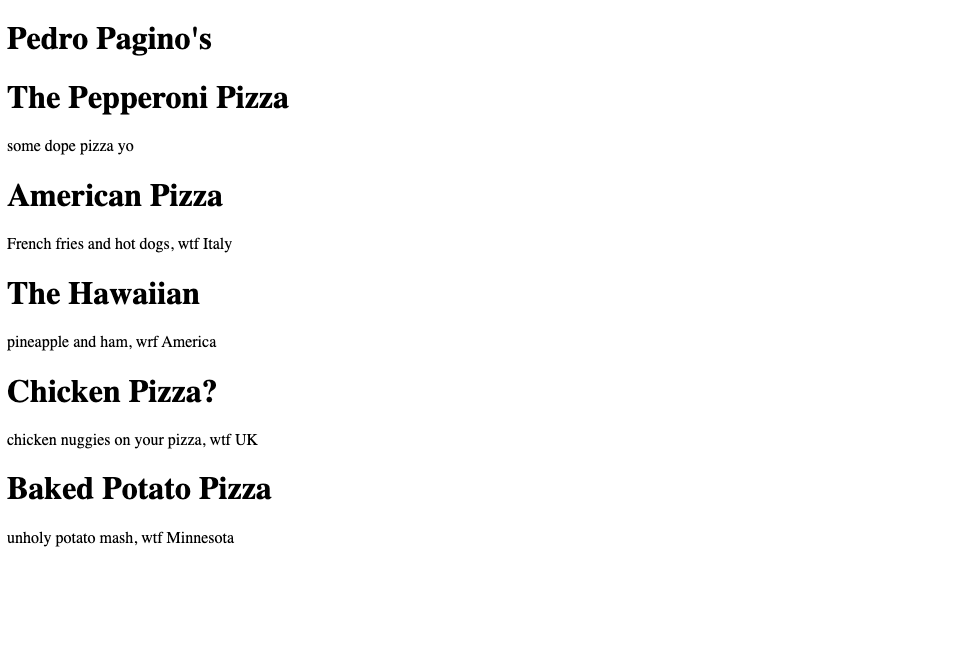 Pedro Pagino's
The Pepperoni Pizza
some dope pizza yo
American Pizza
French fries and hot dogs, wtf Italy
The Hawaiian
pineapple and ham, wrf America
Chicken Pizza?
chicken nuggies on your pizza, wtf UK
Baked Potato Pizza
unholy potato mash, wtf Minnesota